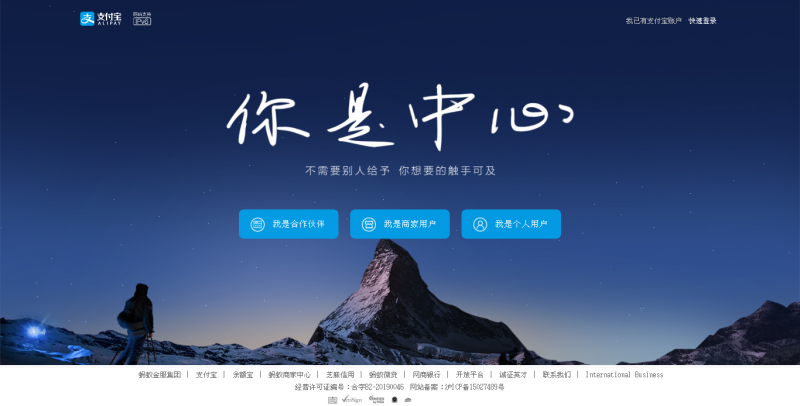 支付宝
ALIPAY
网站支持
IPv6
我已有支付宝账户 快速登录
你是中心
不需要别人给予 你想要的触手可及
我是合作伙伴
我是商家用户
我是个人用户
蚂蚁金服集团 | 支付宝 | 余额宝 | 蚂蚁商家中心 | 芝麻信用 | 蚂蚁微贷 | 网商银行 | 开放平台 | 诚征英才 | 联系我们 | International Business
经营许可证编号：合字B2-20190046 网站备案：沪ICP备15027489号